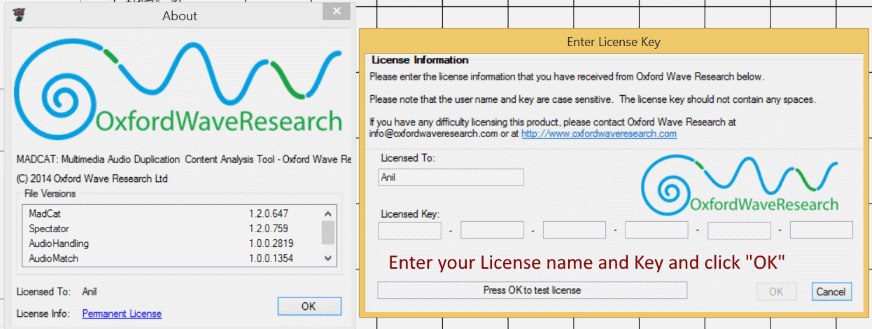 About
OxfordWaveResearch
MADCAT: Multimedia Audio Duplication Content Analysis Tool - Oxford Wave Re
(C) 2014 Oxford Wave Research Ltd
File Versions
MadCat 1.2.0.647
Spectator 1.2.0.759
AudioHandling 1.0.0.2819
AudioMatch 1.0.0.1354
Licensed To: Anil
OK
License Info: Permanent License
Enter License Key
License Information
Please enter the license information that you have received from Oxford Wave Research below.
Please note that the user name and key are case sensitive. The license key should not contain any spaces.
If you have any difficulty licensing this product, please contact Oxford Wave Research at
info@oxfordwaveresearch.com or at http://www.oxfordwaveresearch.com
Licensed To:
Anil
OxfordWaveResearch
Licensed Key:
- - - - -
Enter your License name and Key and click "OK"
Press OK to test license
OK Cancel